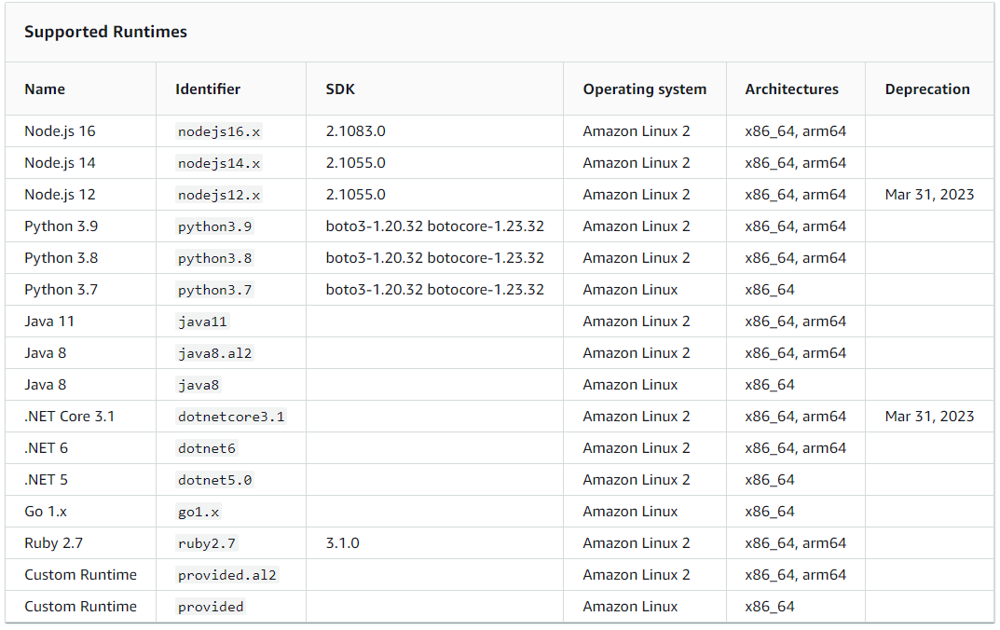 Supported Runtimes
Name Identifier SDK Operating system Architectures Deprecation
Node.js 16 nodejs16.x 2.1083.0 Amazon Linux 2 x86_64, arm64
Node.js 14 nodejs14.x 2.1055.0 Amazon Linux 2 x86_64, arm64
Node.js 12 nodejs12.x 2.1055.0 Amazon Linux 2 x86_64, arm64 Mar 31, 2023
Python 3.9 python3.9 boto3-1.20.32 botocore-1.23.32 Amazon Linux 2 x86_64, arm64
Python 3.8 python3.8 boto3-1.20.32 botocore-1.23.32 Amazon Linux 2 x86_64, arm64
Python 3.7 python3.7 boto3-1.20.32 botocore-1.23.32 Amazon Linux x86_64
Java 11 java11 Amazon Linux 2 x86_64, arm64
Java 8 java8.al2 Amazon Linux 2 x86_64, arm64
Java 8 java8 Amazon Linux x86_64
.NET Core 3.1 dotnetcore3.1 Amazon Linux 2 x86_64, arm64 Mar 31, 2023
.NET 6 dotnet6 Amazon Linux 2 x86_64, arm64
.NET 5 dotnet5.0 Amazon Linux 2 x86_64
Go 1.x go1.x Amazon Linux x86_64
Ruby 2.7 ruby2.7 3.1.0 Amazon Linux 2 x86_64, arm64
Custom Runtime provided.al2 Amazon Linux 2 x86_64, arm64
Custom Runtime provided Amazon Linux x86_64